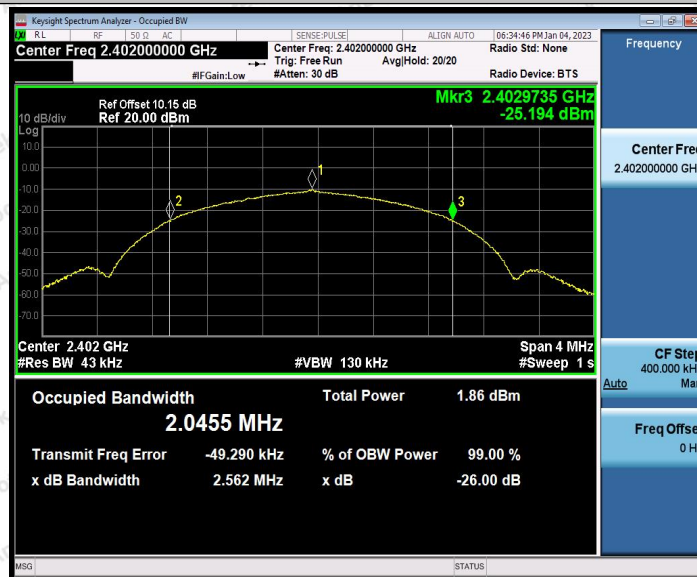 Keysight Spectrum Analyzer - Occupied BW
RL RF 50 Ω AC SENSE:PULSE ALIGN AUTO 06:34:46 PM Jan 04, 2023
Center Freq 2.402000000 GHz
Center Freq: 2.402000000 GHz
Radio Std: None
Trig: Free Run Avg|Hold: 20/20
#IFGain:Low #Atten: 30 dB Radio Device: BTS
Ref Offset 10.15 dB
10 dB/div Ref 20.00 dBm
Mkr3 2.4029735 GHz
-25.194 dBm
Log
10.0
0.00
-10.0
-20.0
-30.0
-40.0
-50.0
-60.0
-70.0
1
2
3
Center 2.402 GHz Span 4 MHz
#Res BW 43 kHz #VBW 130 kHz #Sweep 1 s
Occupied Bandwidth Total Power 1.86 dBm
2.0455 MHz
Transmit Freq Error -49.290 kHz % of OBW Power 99.00 %
x dB Bandwidth 2.562 MHz x dB -26.00 dB
MSG STATUS
Frequency
Center Fre
2.402000000 GH
CF Step
400.000 kH
Auto Ma
Freq Offse
0 H